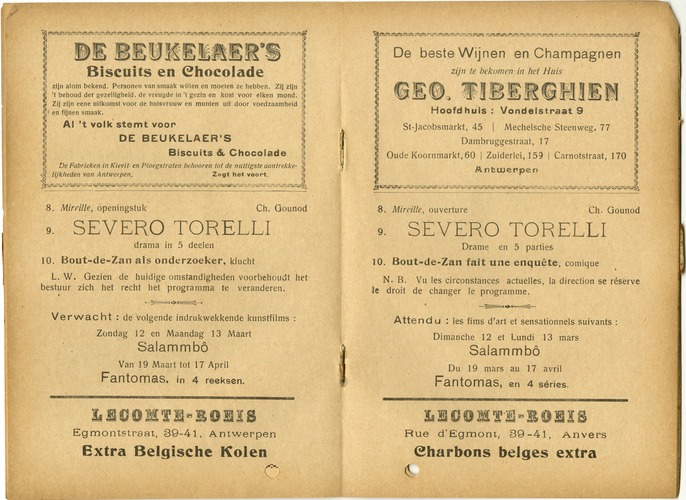 DE BEUKELAER'S
Biscuits en Chocolade
zijn alom bekend. Personen van smaak willen en moeten ze hebben. Zij zijn
't behoud der gezelligheid, de vreugde in 't gezin en kost voor elken mond.
Zij zijn eene uitkomst voor de huisvrouw en munten uit door voedzaamheid
en fijnen smaak.
Al 't volk stemt voor
DE BEUKELAER'S
Biscuits & Chocolade
De Fabrieken in Kievit- en Ploegstraten behooren tot de nuttigste aantrekke-
lijkheden van Antwerpen. Zegt het voort.
8. Mireille, openingstuk Ch. Gounod
9. SEVERO TORELLI
drama in 5 deelen
10. Bout-de-Zan als onderzoeker, klucht
L. W. Gezien de huidige omstandigheden voorbehoudt het
bestuur zich het recht het programma te veranderen.
Verwacht : de volgende indrukwekkende kunstfilms :
Zondag 12 en Maandag 13 Maart
Salammbô
Van 19 Maart tot 17 April
Fantomas, in 4 reeksen.
LECOMTE-ROEIS
Egmontstraat, 39-41, Antwerpen
Extra Belgische Kolen
De beste Wijnen en Champagnen
zijn te bekomen in het Huis
GEO. TIBERGHIEN
Hoofdhuis : Vondelstraat 9
St-Jacobsmarkt, 45 | Mechelsche Steenweg, 77
Dambruggestraat, 17
Oude Koornmarkt, 60 | Zuiderlei, 159 | Carnotstraat, 170
Antwerpen
8. Mireille, ouverture Ch. Gounod
9. SEVERO TORELLI
Drame en 5 parties
10. Bout-de-Zan fait une enquête, comique
N. B. Vu les circonstances actuelles, la direction se réserve
le droit de changer le programme.
Attendu : les fims d'art et sensationnels suivants :
Dimanche 12 et Lundi 13 mars
Salammbô
Du 19 mars au 17 avril
Fantomas, en 4 séries.
LECOMTE-ROEIS
Rue d'Egmont, 39-41, Anvers
Charbons belges extra